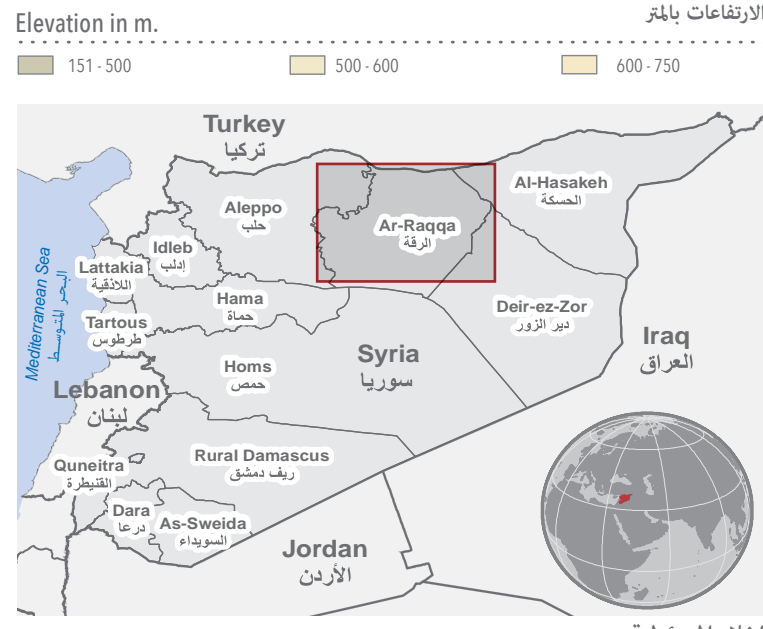 Elevation in m.
الارتفاعات بالمتر
151 - 500
500 - 600
600 - 750
Turkey
تركيا
Al-Hasakeh
الحسكة
Aleppo
حلب
Ar-Raqqa
الرقة
Idleb
إدلب
Lattakia
اللاذقية
Mediterranean Sea
البحر المتوسط
Hama
حماة
Deir-ez-Zor
دير الزور
Tartous
طرطوس
Iraq
العراق
Syria
سوريا
Homs
حمص
Lebanon
لبنان
Rural Damascus
ريف دمشق
Quneitra
القنيطرة
Dara
درعا
As-Sweida
السويداء
Jordan
الأردن